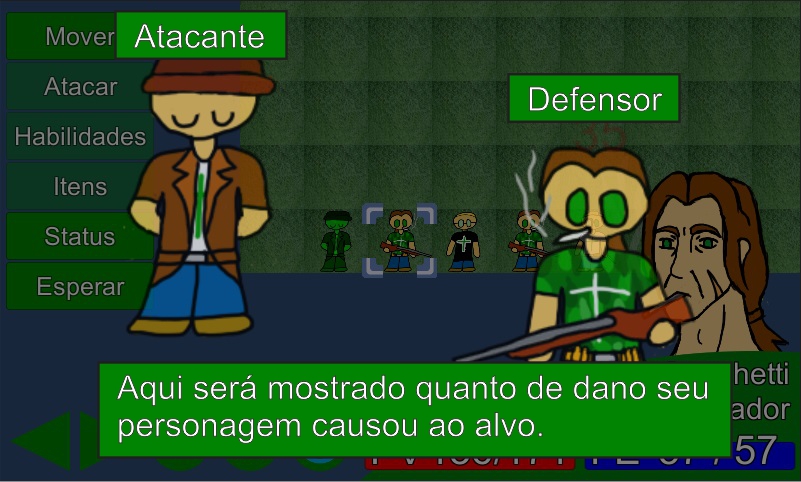 Mover
Atacante
Defensor
Atacar
Habilidades
Itens
Status
Esperar
Aqui será mostrado quanto de dano seu
personagem causou ao alvo.
57